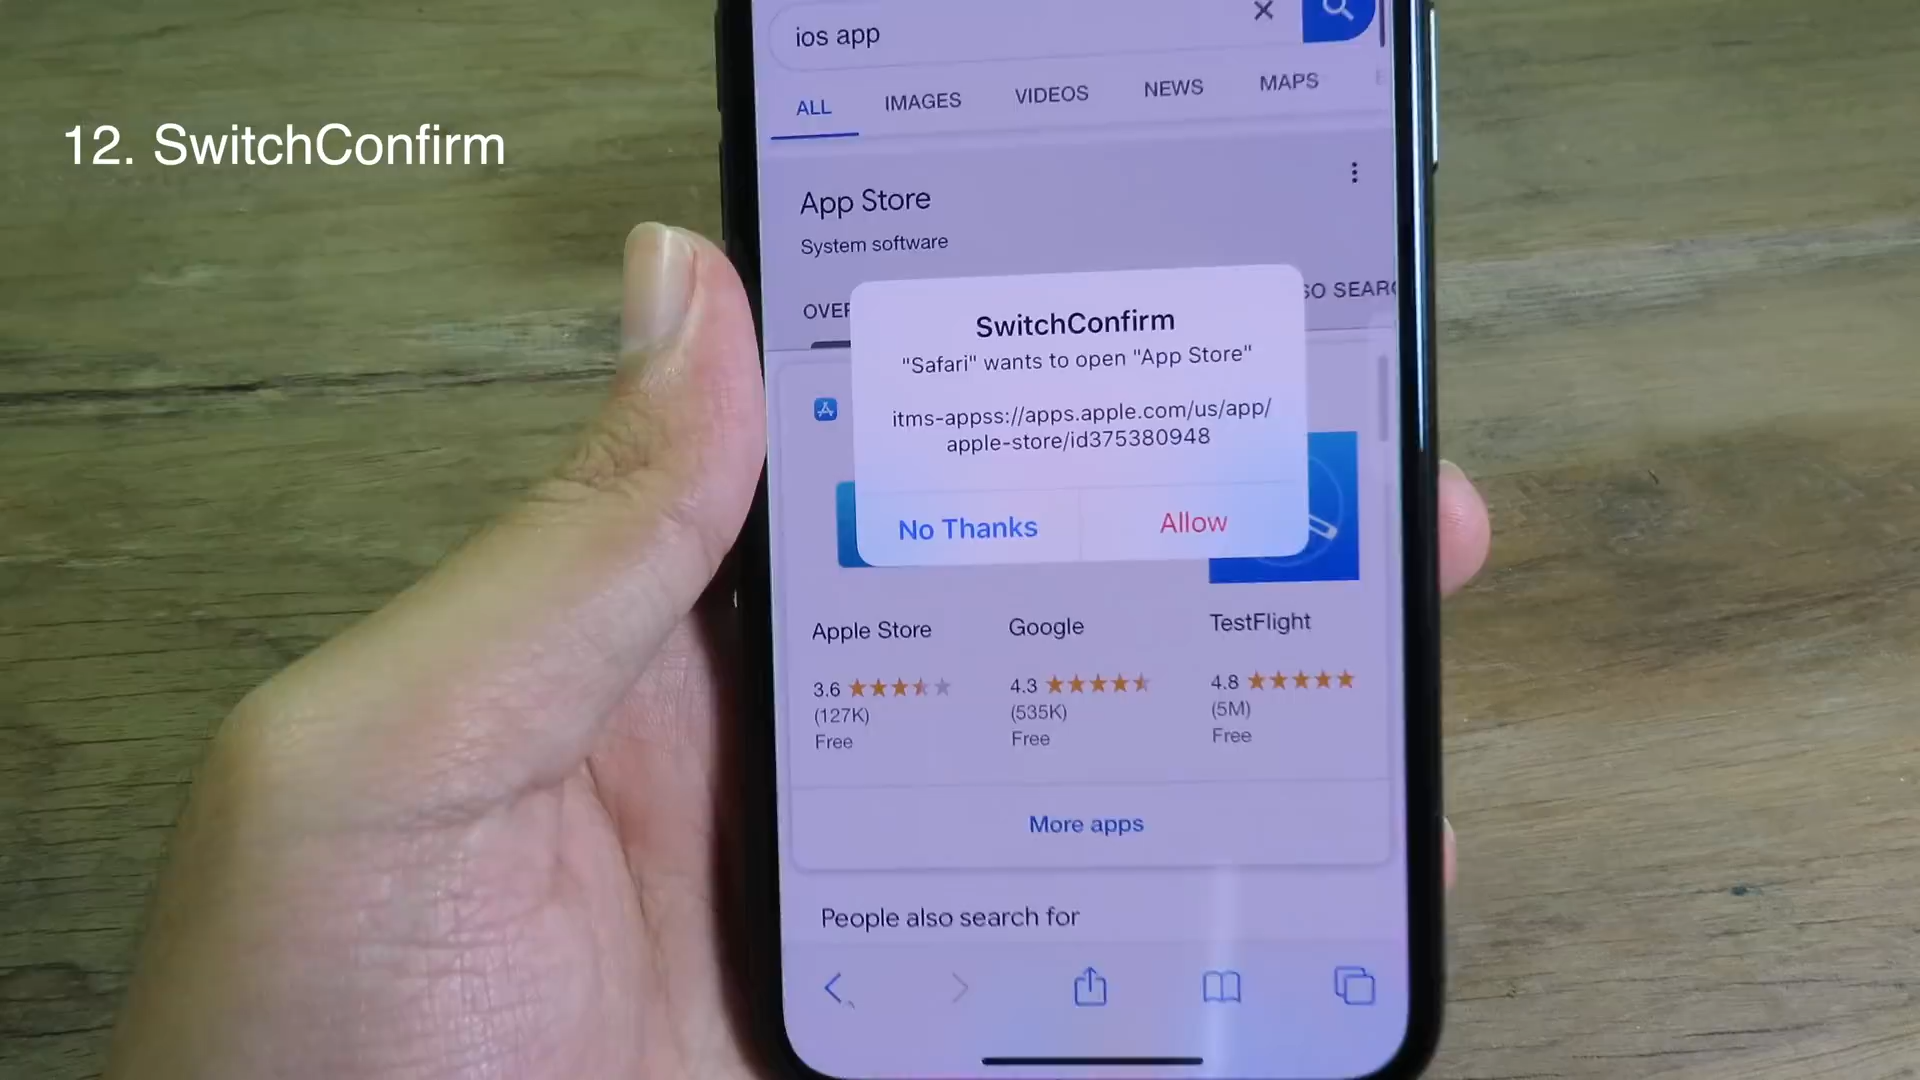 12. SwitchConfirm
ios app
ALL IMAGES VIDEOS NEWS MAPS
App Store
System software
OVER
SO SEARC
SwitchConfirm
"Safari" wants to open "App Store"
itms-appss://apps.apple.com/us/app/
apple-store/id375380948
No Thanks Allow
Apple Store Google TestFlight
3.6 4.3 4.8
(127K) (535K) (5M)
Free Free Free
More apps
People also search for